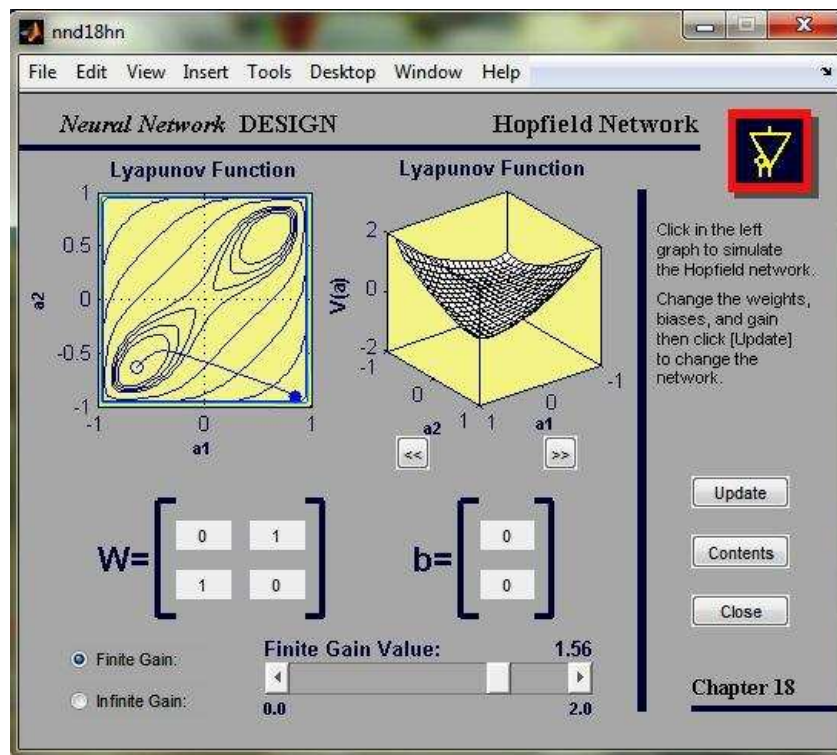 nnd18hn
File Edit View Insert Tools Desktop Window Help
Neural Network DESIGN
Hopfield Network
Lyapunov Function
1
0.5
0
-0.5
-1
a2
-1 0 1
a1
Lyapunov Function
2
0
-2
V(a)
-1
0
1
a2
1
0
-1
a1
<<
>>
Click in the left
graph to simulate
the Hopfield network.
Change the weights,
biases, and gain
then click [Update]
to change the
network.
W=
0 1
1 0
b=
0
0
Update
Contents
Close
Finite Gain:
Infinite Gain:
Finite Gain Value: 1.56
0.0 2.0
Chapter 18